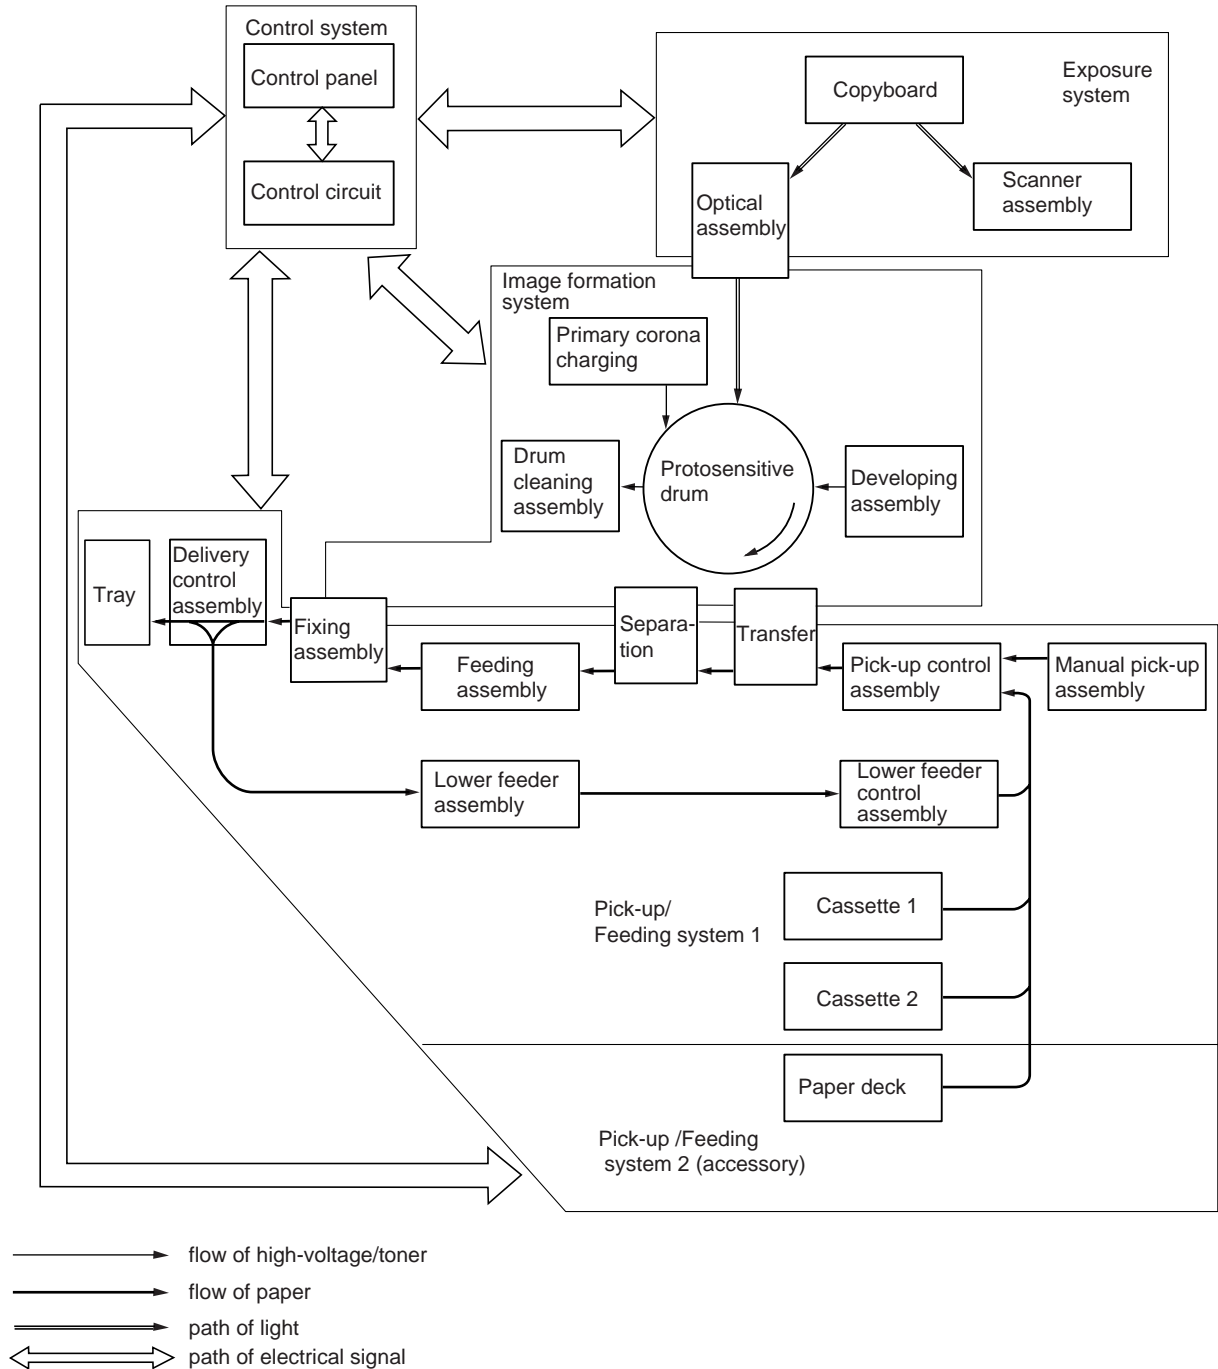 Control system
Control panel
Control circuit
Exposure
system
Copyboard
Scanner
assembly
Optical
assembly
Image formation
system
Primary corona
charging
Drum
cleaning
assembly
Protosensitive
drum
Developing
assembly
Tray
Delivery
control
assembly
Fixing
assembly
Separa-
tion
Transfer
Feeding
assembly
Pick-up control
assembly
Manual pick-up
assembly
Lower feeder
assembly
Lower feeder
control
assembly
Pick-up/
Feeding system 1
Cassette 1
Cassette 2
Paper deck
Pick-up /Feeding
system 2 (accessory)
flow of high-voltage/toner
flow of paper
path of light
path of electrical signal